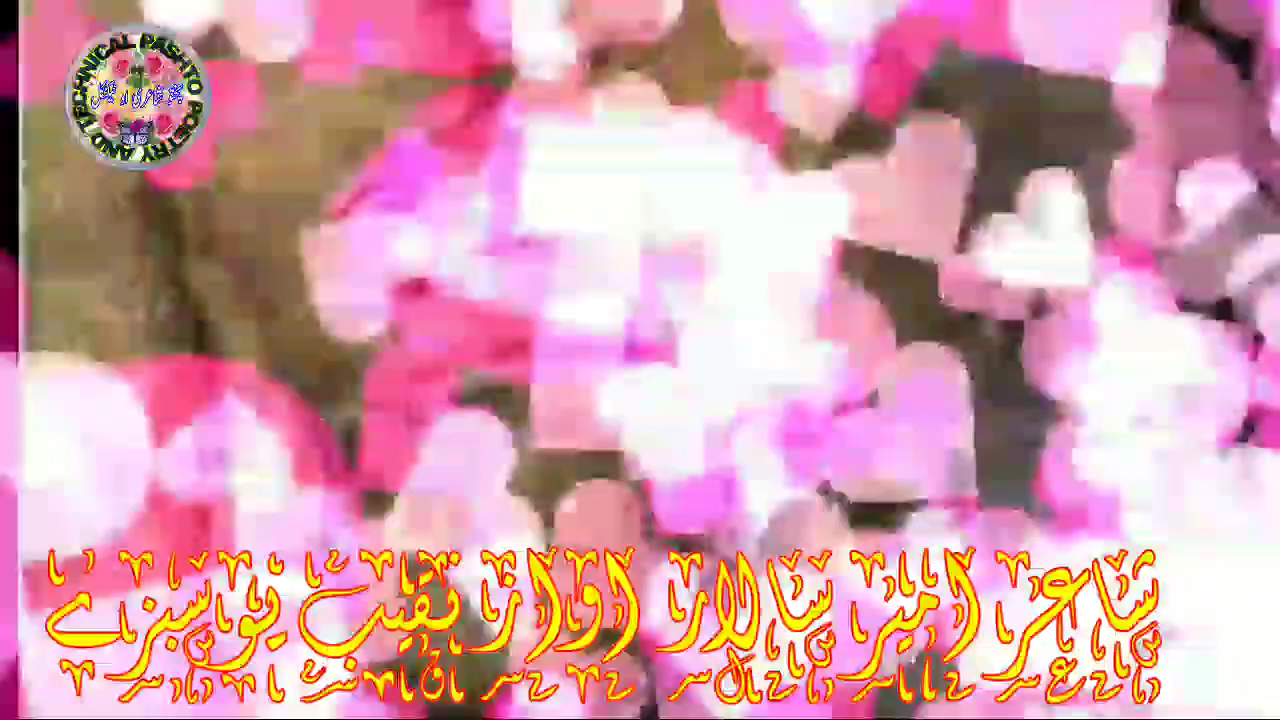 TECHNICAL PASHTO POETRY AND
شاعر امیر سالار اواز نقیب یوسفزے